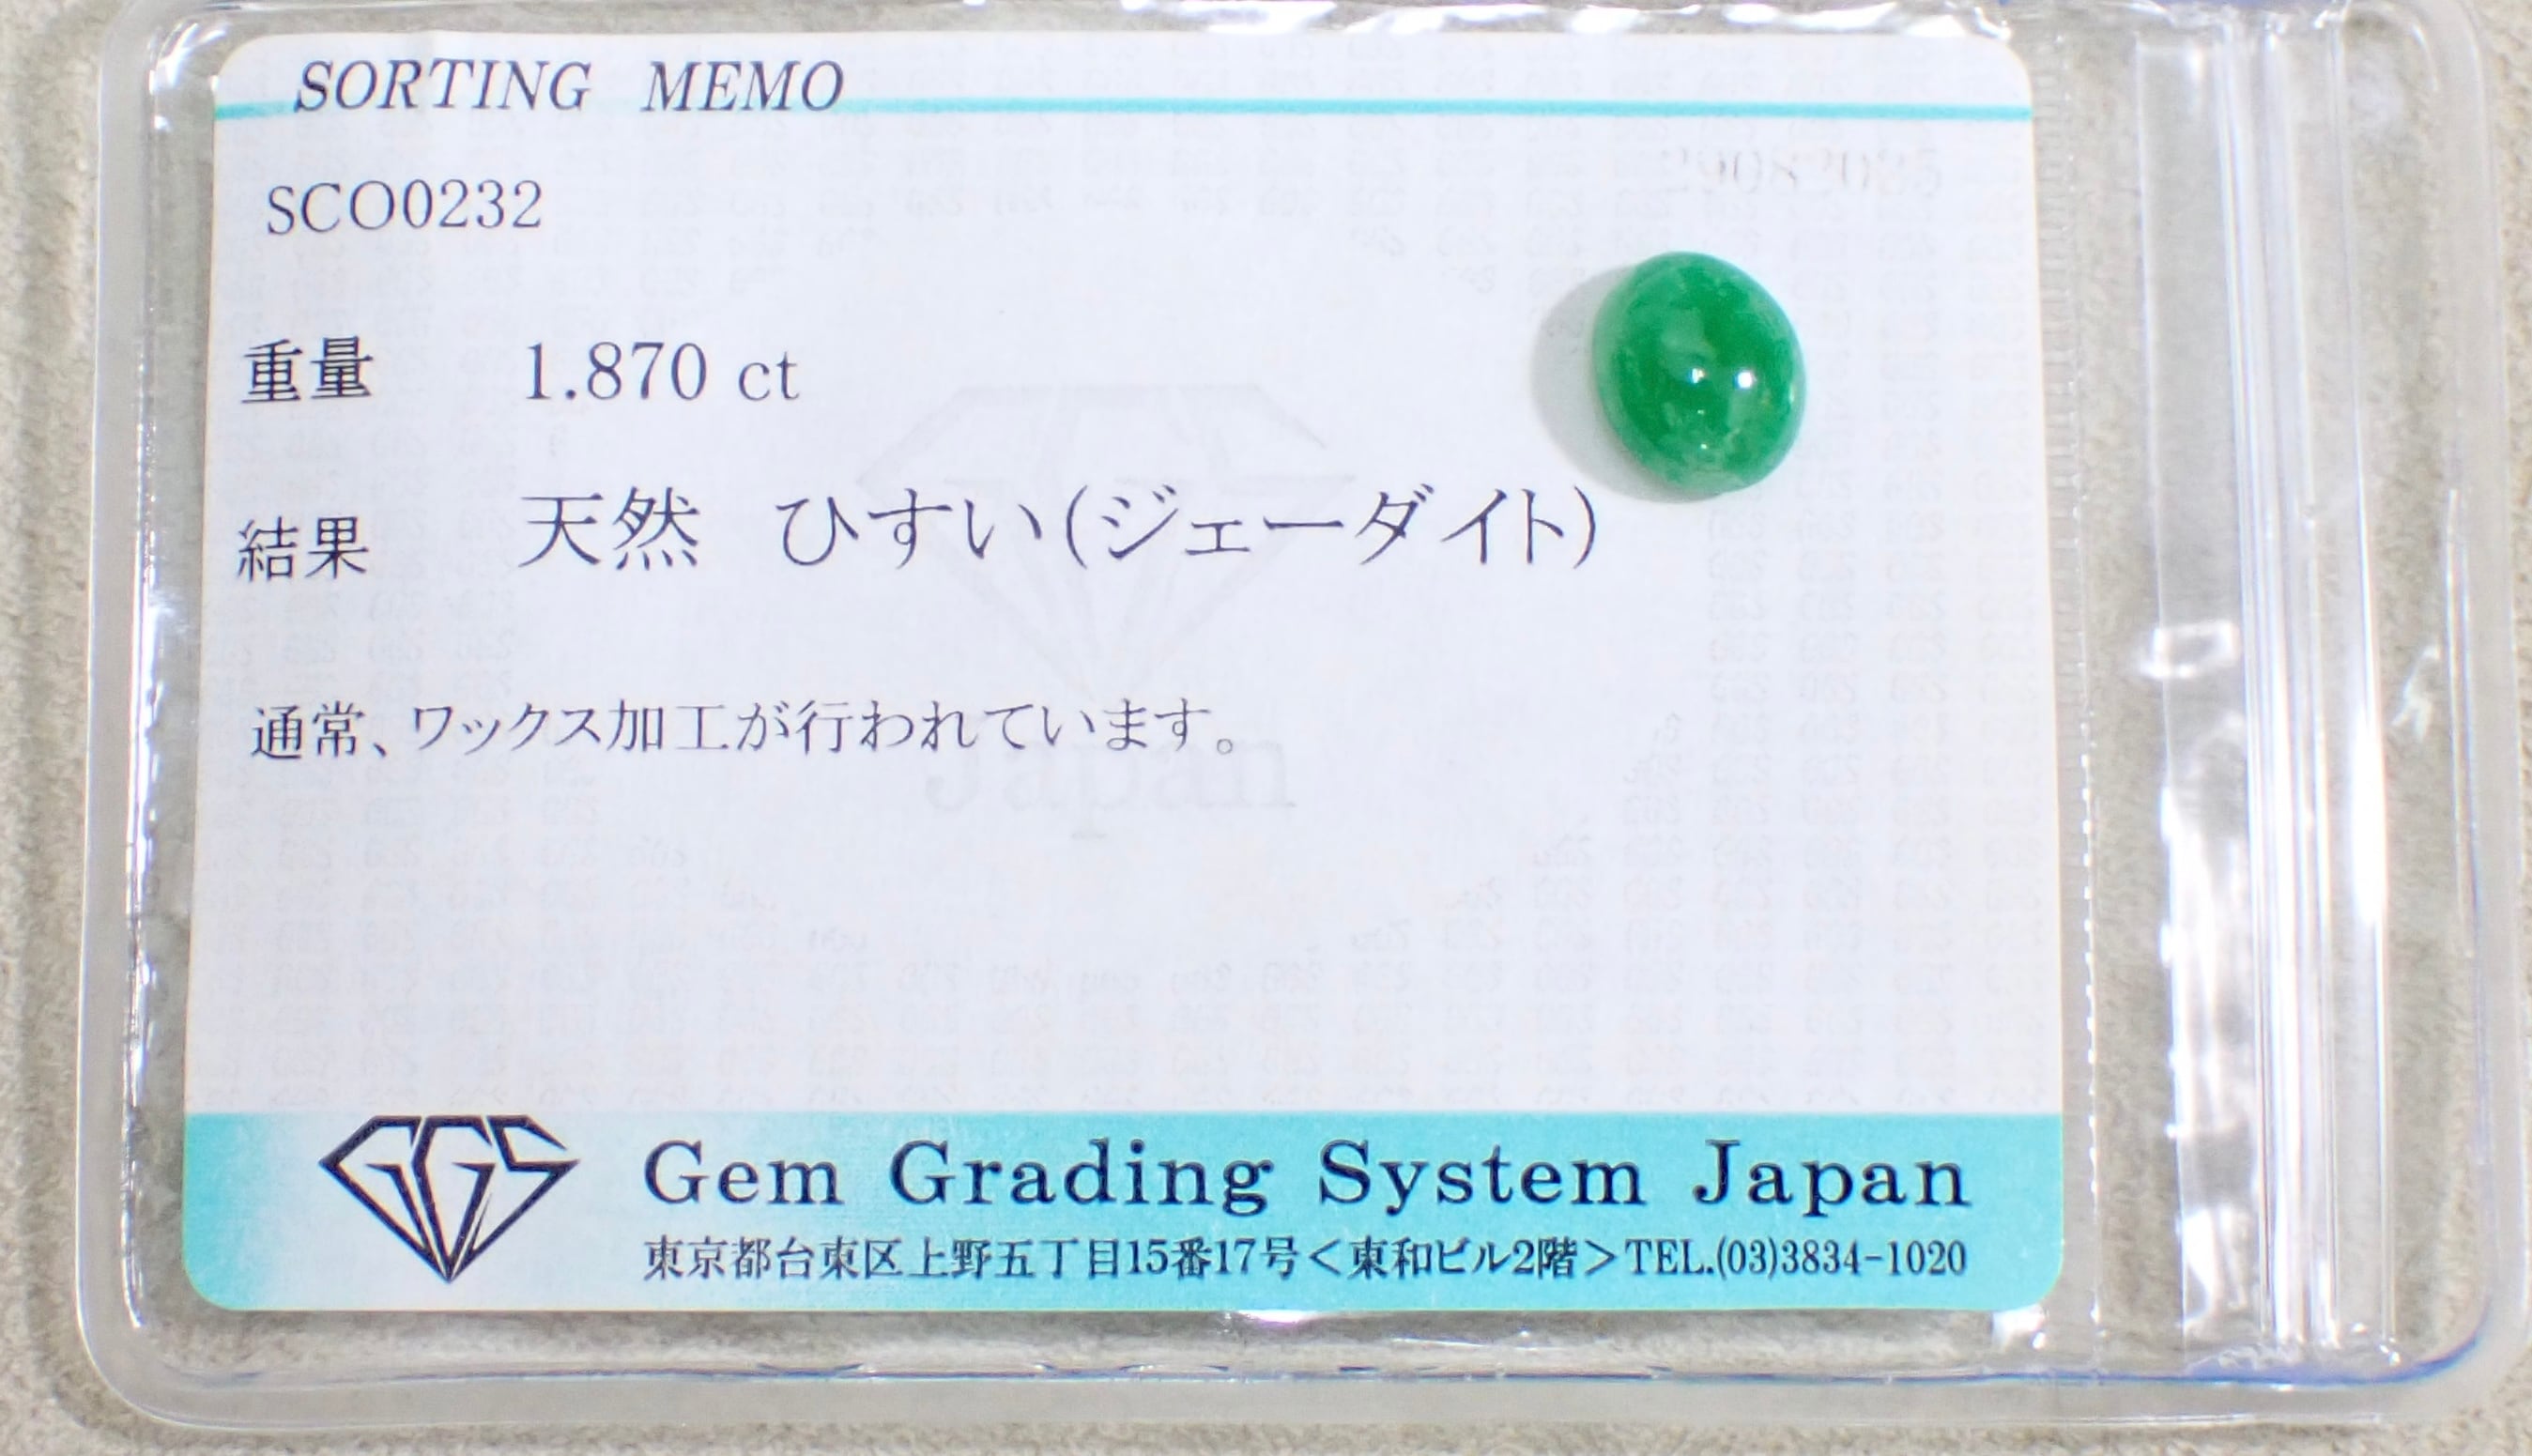 SORTING MEMO
SCO0232
重量 1.870 ct
結果 天然 ひすい(ジェーダイト)
通常、ワックス加工が行われています。
Japan
GGS
Gem Grading System Japan
東京都台東区上野五丁目15番17号＜東和ビル2階＞TEL.(03)3834-1020